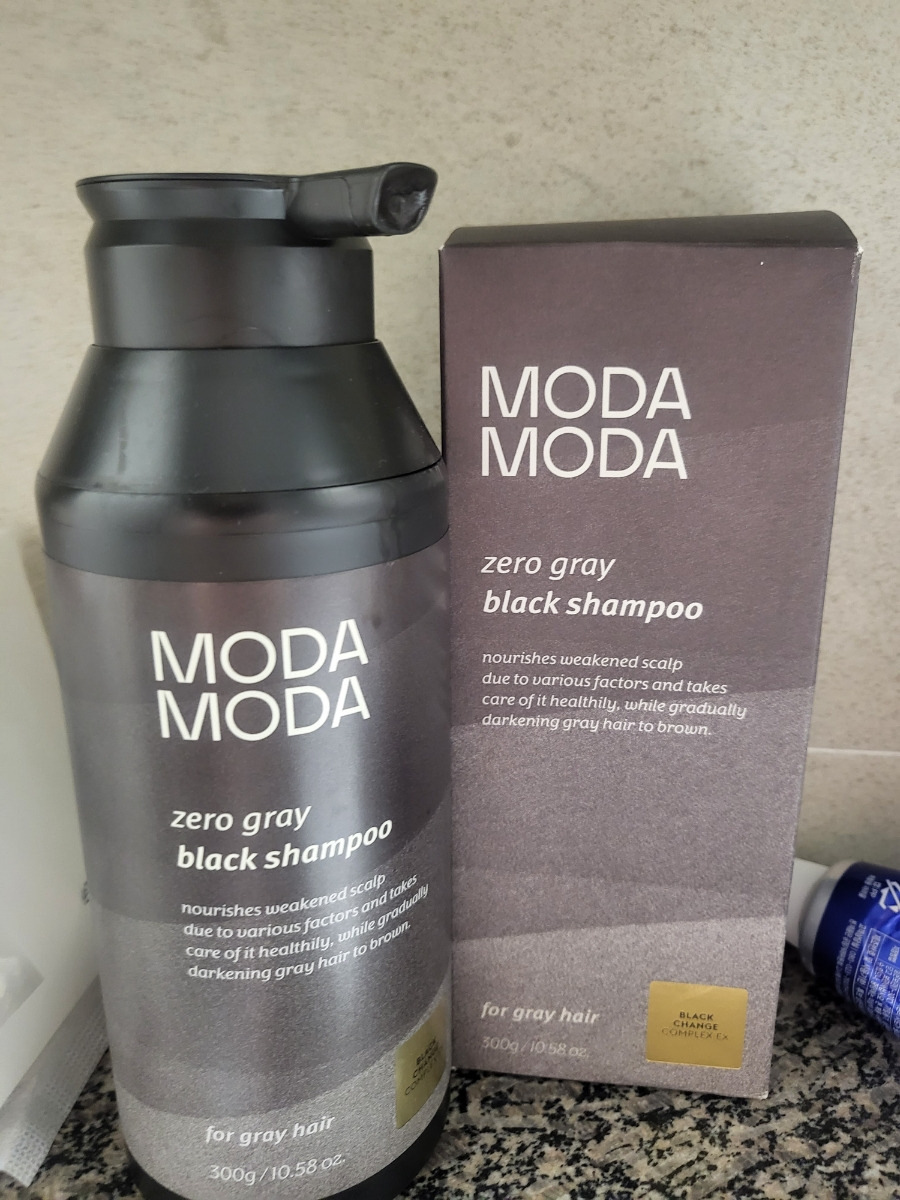 MODA
MODA
zero gray
black shampoo
nourishes weakened scalp
due to various factors and takes
care of it healthily, while gradually
darkening gray hair to brown.
for gray hair
300g / 10.58 oz.
BLACK
CHANGE
COMPLEX
MODA
MODA
zero gray
black shampoo
nourishes weakened scalp
due to various factors and takes
care of it healthily, while gradually
darkening gray hair to brown.
for gray hair
300g / 10.58 oz.
BLACK
CHANGE
COMPLEX Ex